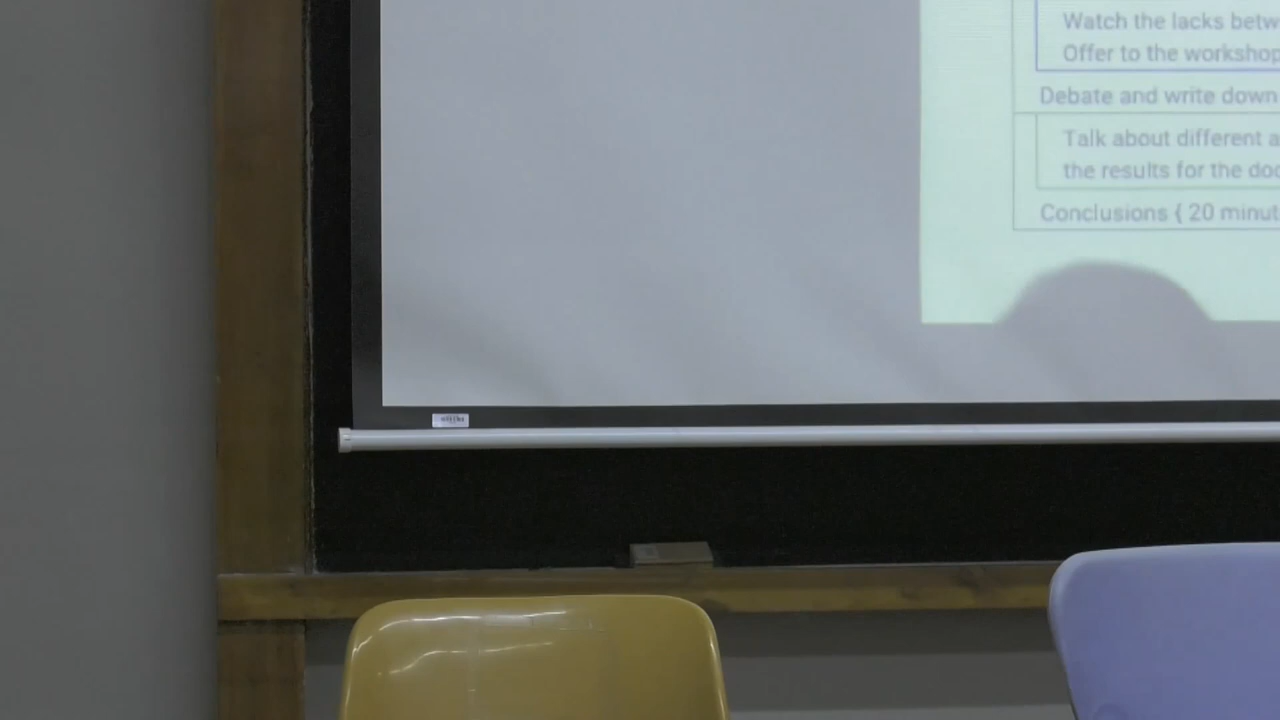 Watch the lacks betw
Offer to the workshop
Debate and write down
Talk about different a
the results for the doc
Conclusions { 20 minut